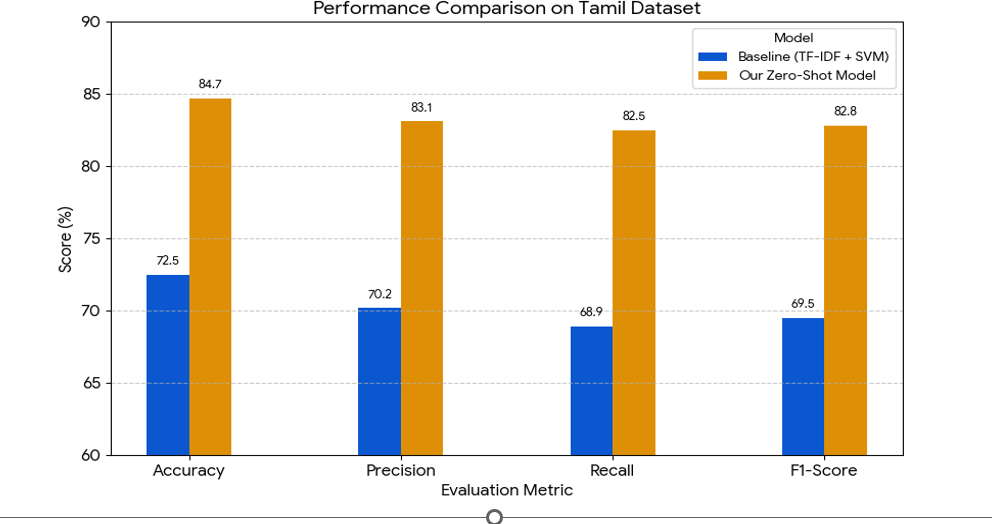 Performance Comparison on Tamil Dataset
90
85
80
75
70
65
60
Score (%)
Model
Baseline (TF-IDF + SVM)
Our Zero-Shot Model
72.5
84.7
70.2
83.1
68.9
82.5
69.5
82.8
Accuracy
Precision
Recall
F1-Score
Evaluation Metric